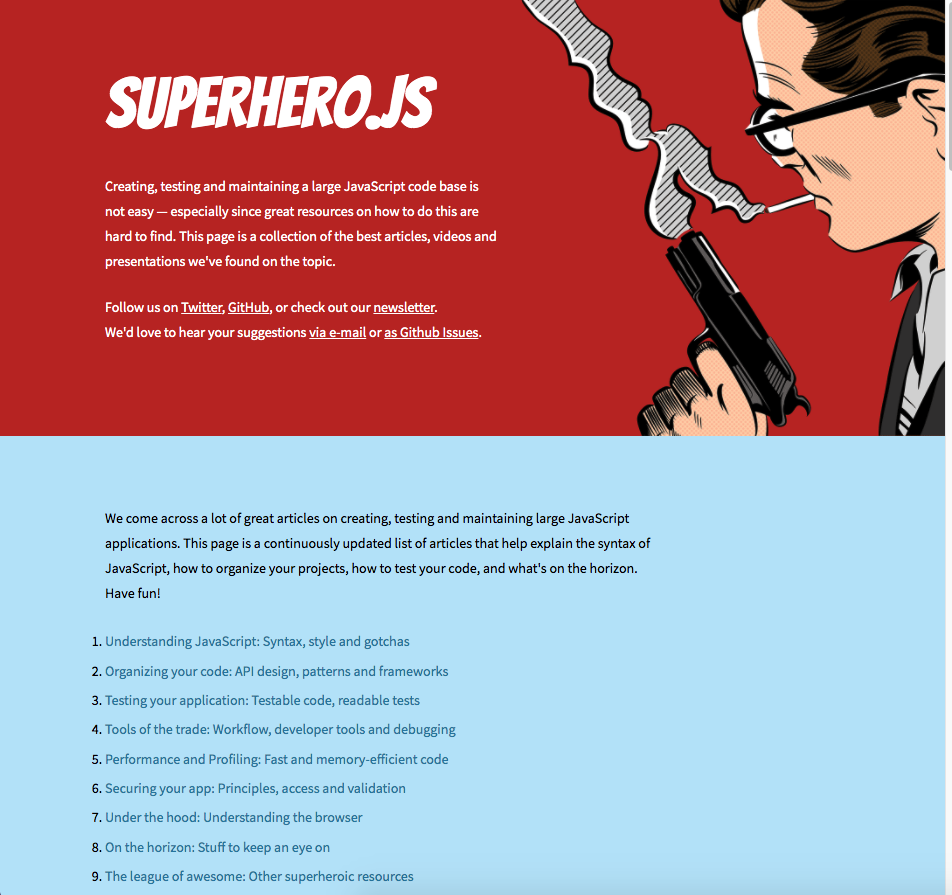 SUPERHERO.JS
Creating, testing and maintaining a large JavaScript code base is
not easy — especially since great resources on how to do this are
hard to find. This page is a collection of the best articles, videos and
presentations we've found on the topic.
Follow us on Twitter, GitHub, or check out our newsletter.
We'd love to hear your suggestions via e-mail or as Github Issues.
We come across a lot of great articles on creating, testing and maintaining large JavaScript
applications. This page is a continuously updated list of articles that help explain the syntax of
JavaScript, how to organize your projects, how to test your code, and what's on the horizon.
Have fun!
1. Understanding JavaScript: Syntax, style and gotchas
2. Organizing your code: API design, patterns and frameworks
3. Testing your application: Testable code, readable tests
4. Tools of the trade: Workflow, developer tools and debugging
5. Performance and Profiling: Fast and memory-efficient code
6. Securing your app: Principles, access and validation
7. Under the hood: Understanding the browser
8. On the horizon: Stuff to keep an eye on
9. The league of awesome: Other superheroic resources